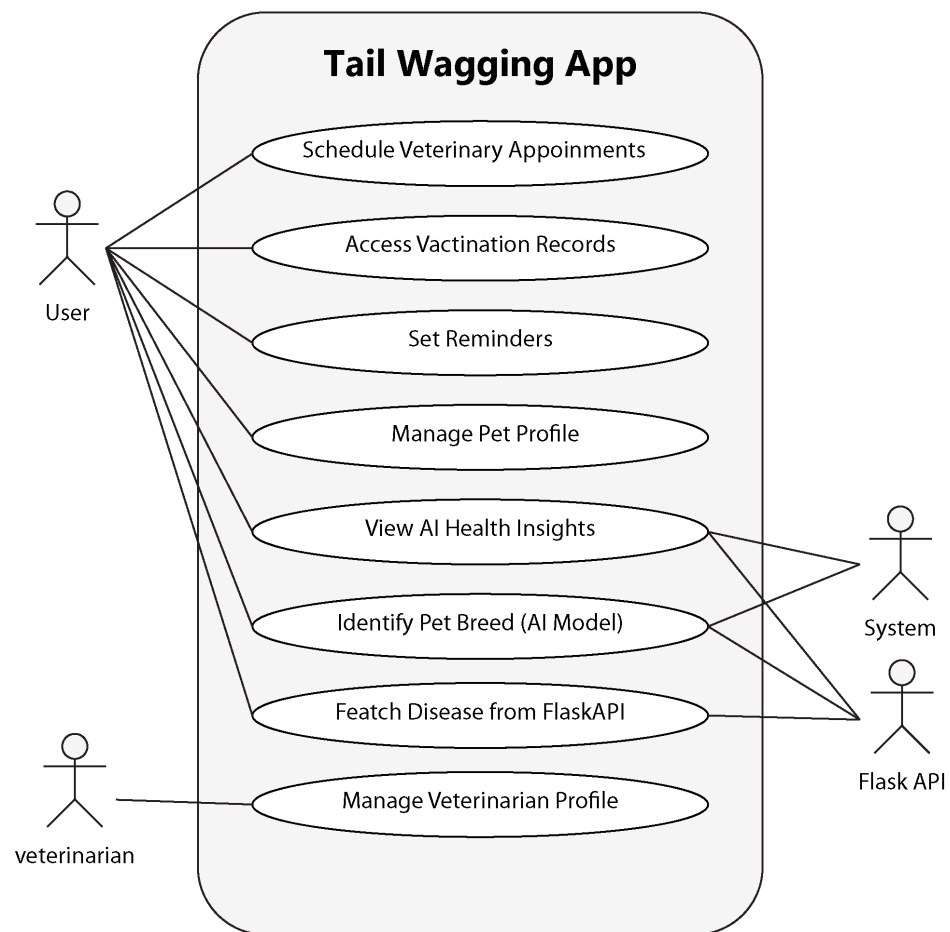 Tail Wagging App
Schedule Veterinary Appoinments
Access Vactination Records
User
Set Reminders
Manage Pet Profile
View AI Health Insights
Identify Pet Breed (AI Model)
System
Featch Disease from FlaskAPI
Flask API
Manage Veterinarian Profile
veterinarian